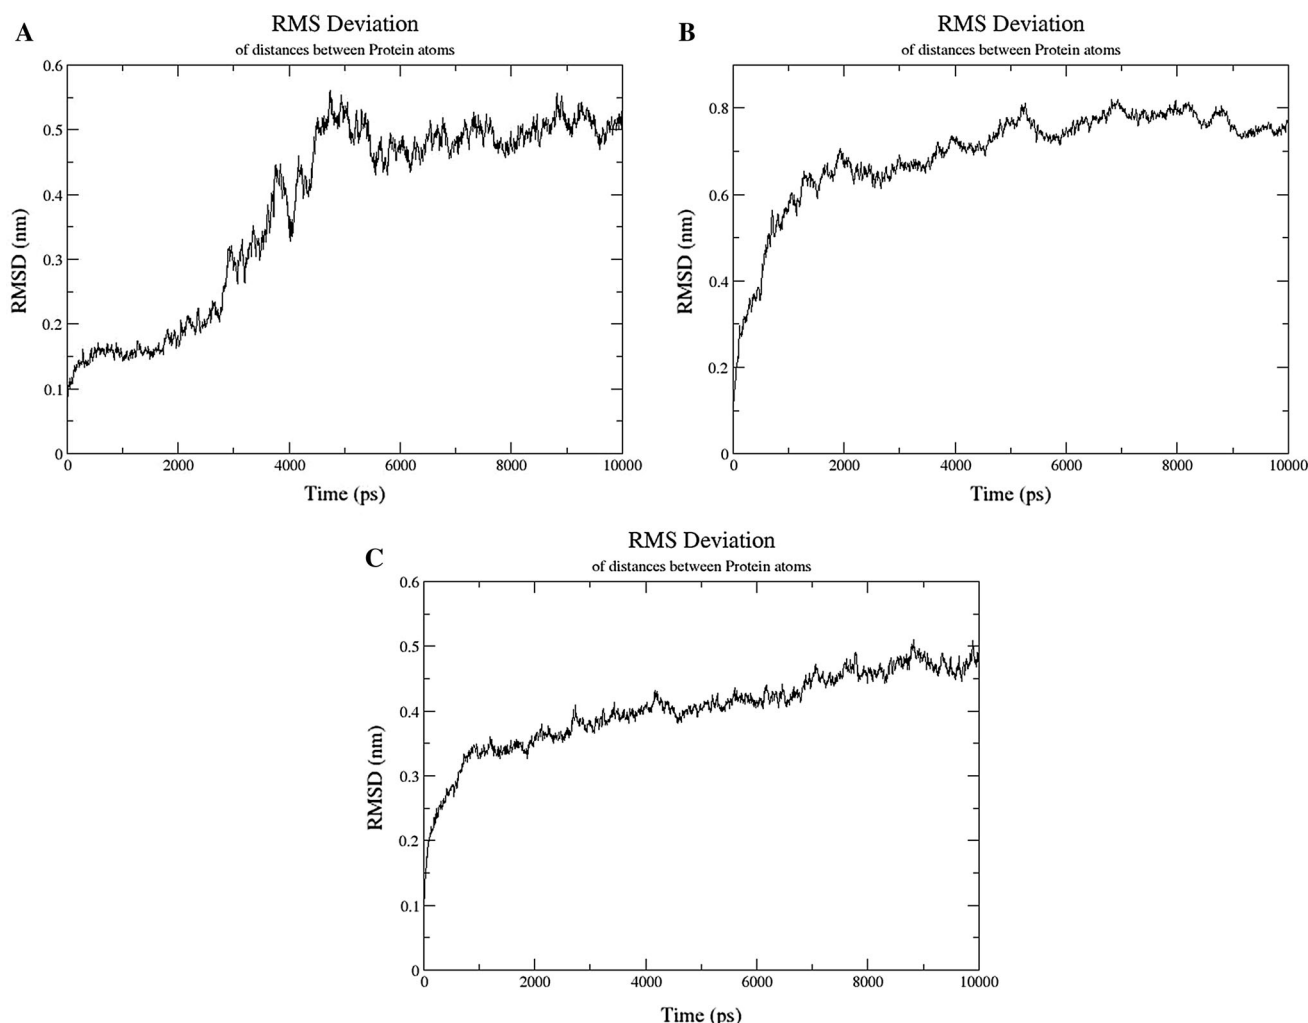 A
RMS Deviation
of distances between Protein atoms
0.6
0.5
0.4
0.3
0.2
0.1
0
RMSD (nm)
0 2000 4000 6000 8000 10000
Time (ps)
B
RMS Deviation
of distances between Protein atoms
0.8
0.6
0.4
0.2
0
RMSD (nm)
0 2000 4000 6000 8000 10000
Time (ps)
C
RMS Deviation
of distances between Protein atoms
0.6
0.5
0.4
0.3
0.2
0.1
0
RMSD (nm)
0 2000 4000 6000 8000 10000
Time (ps)